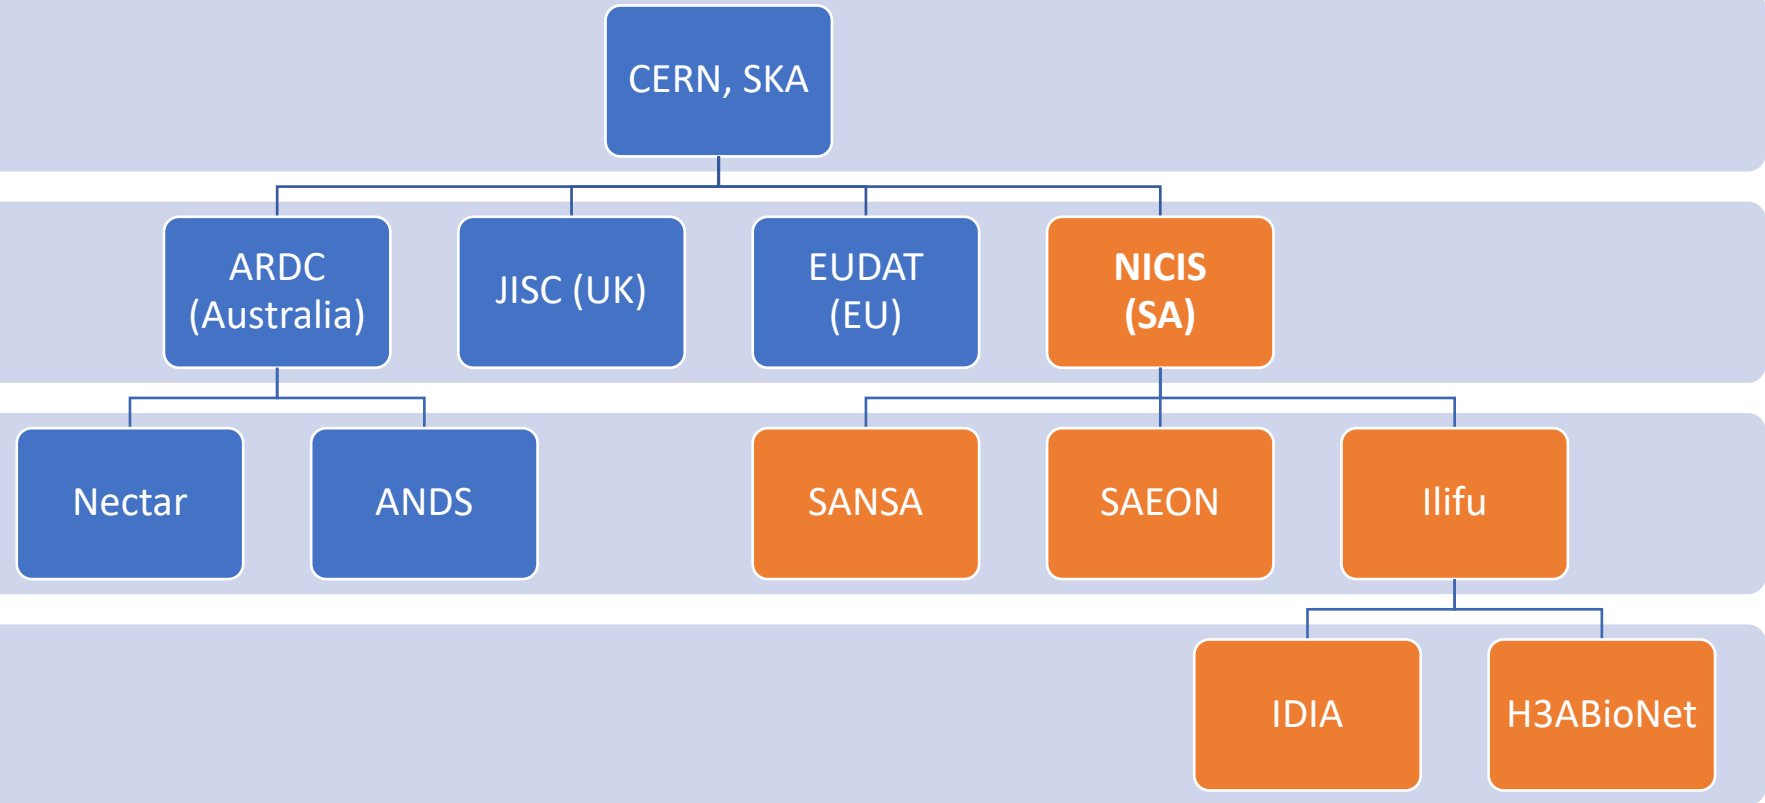 CERN, SKA
ARDC
(Australia)
JISC (UK)
EUDAT
(EU)
NICIS
(SA)
Nectar
ANDS
SANSA
SAEON
Ilifu
IDIA
H3ABioNet